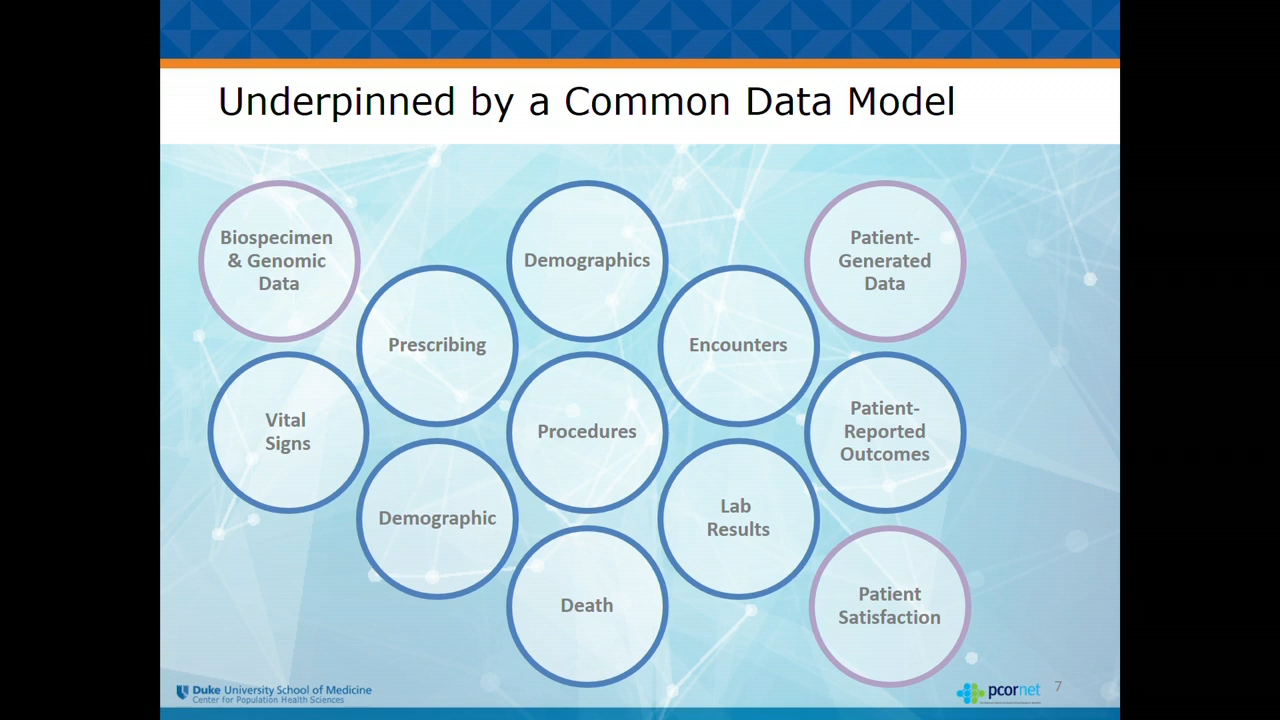 Underpinned by a Common Data Model
Biospecimen
& Genomic
Data
Demographics
Patient-
Generated
Data
Prescribing
Encounters
Vital
Signs
Procedures
Patient-
Reported
Outcomes
Demographic
Lab
Results
Death
Patient
Satisfaction
Duke University School of Medicine
Center for Population Health Sciences
pcornet
7